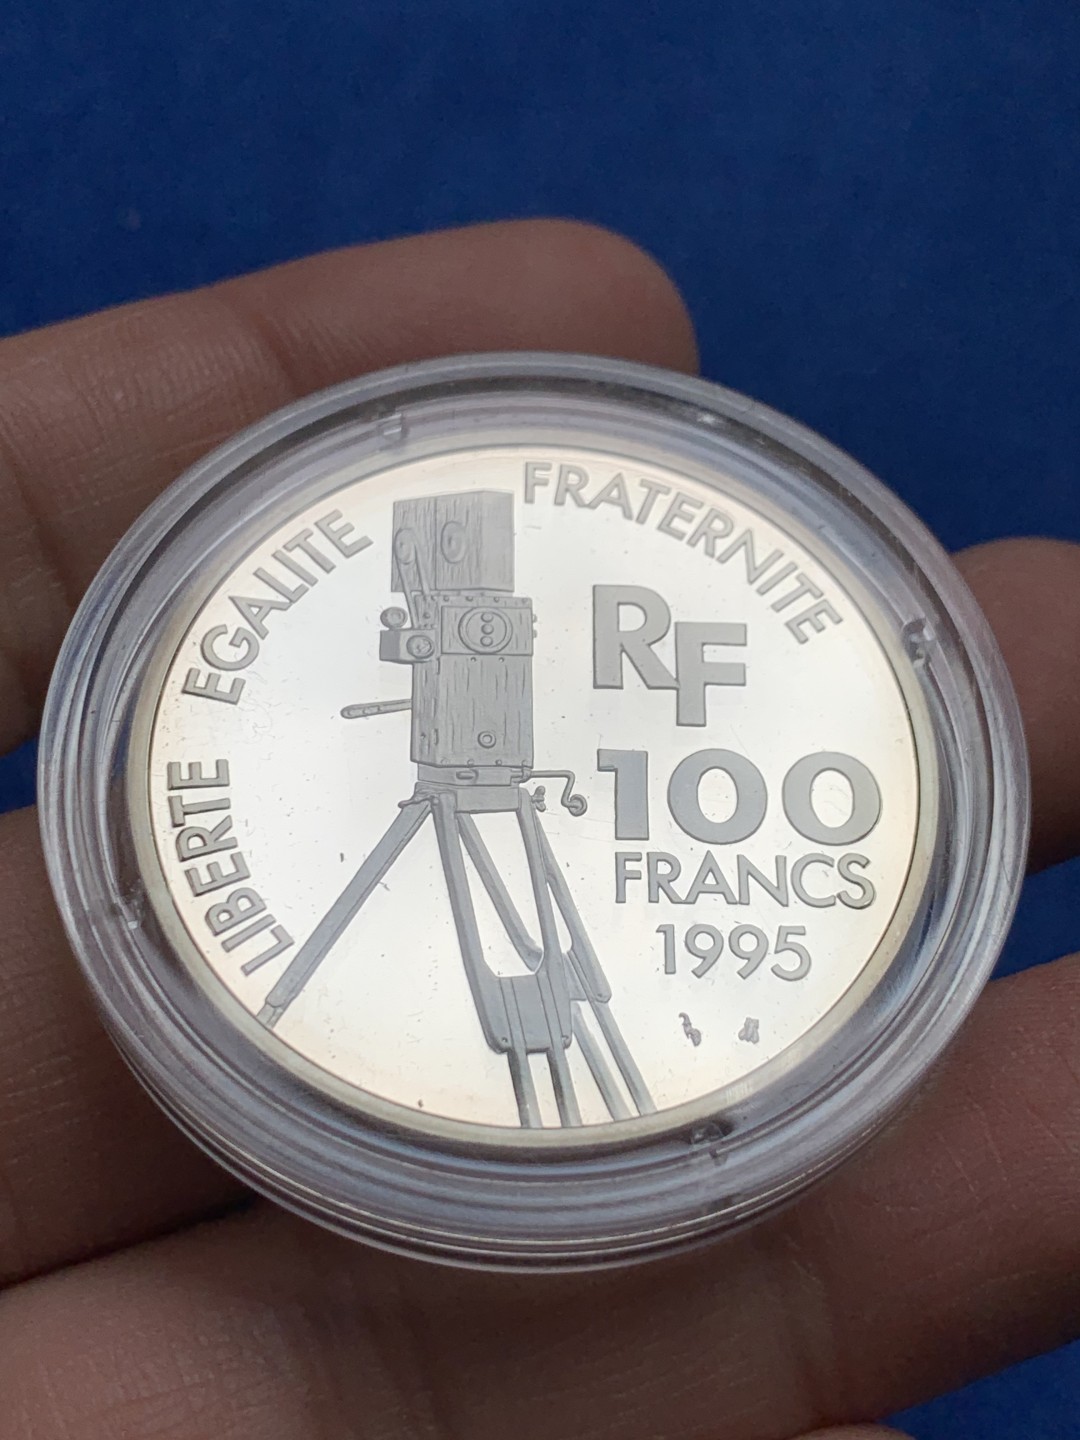 LIBERTE EGALITE FRATERNITE
RF
100
FRANCS
1995